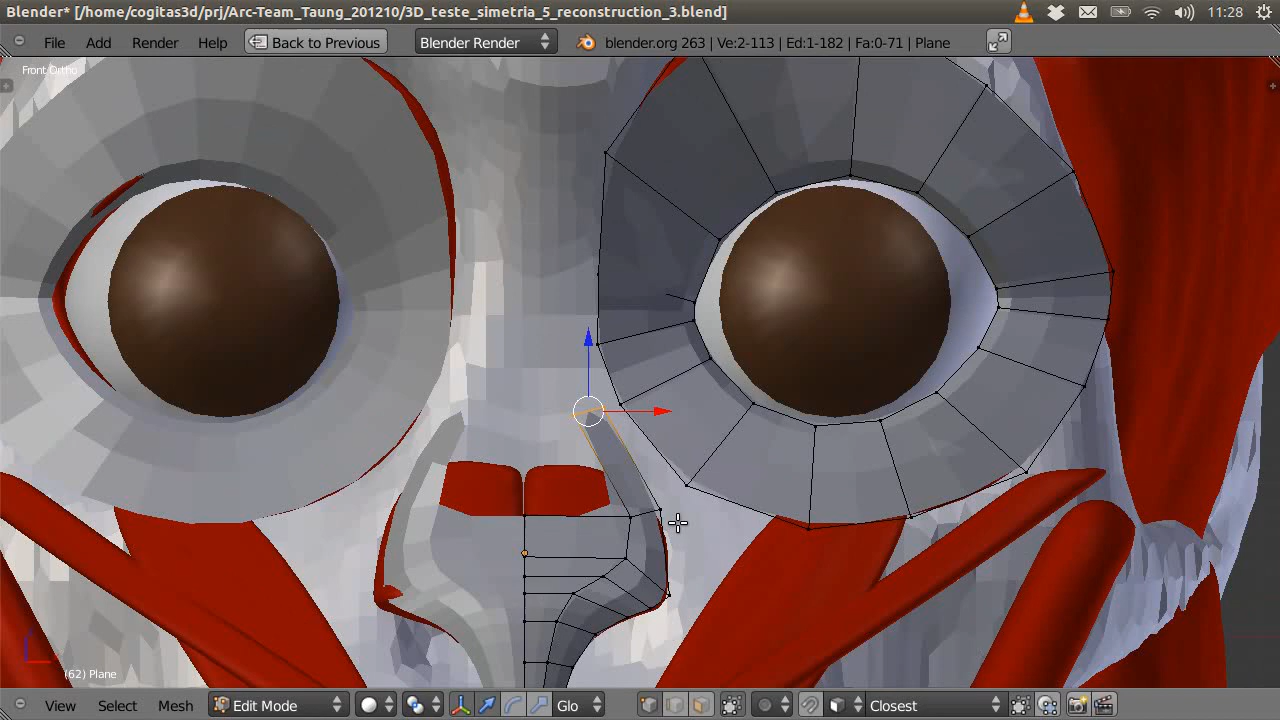 Blender* [/home/cogitas3d/prj/Arc-Team_Taung_201210/3D_teste_simetria_5_reconstruction_3.blend] 11:28
File Add Render Help Back to Previous Blender Render blender.org 263 | Ve:2-113 | Ed:1-182 | Fa:0-71 | Plane
Front Ortho
(62) Plane
View Select Mesh Edit Mode Glo Closest